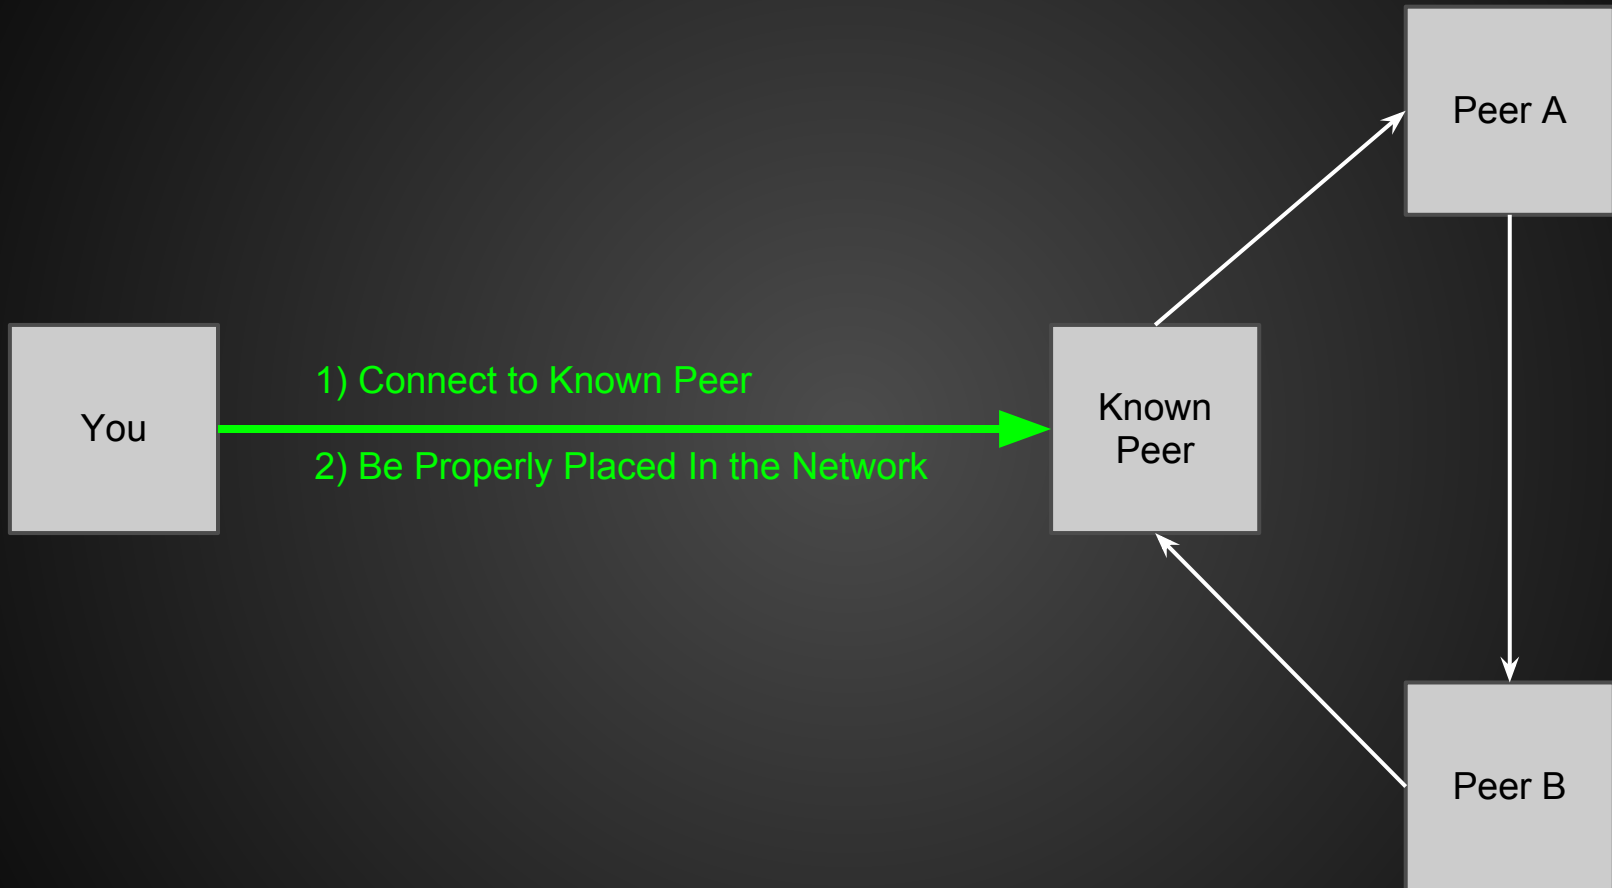 Peer A
1) Connect to Known Peer
You
Known
Peer
2) Be Properly Placed In the Network
Peer B